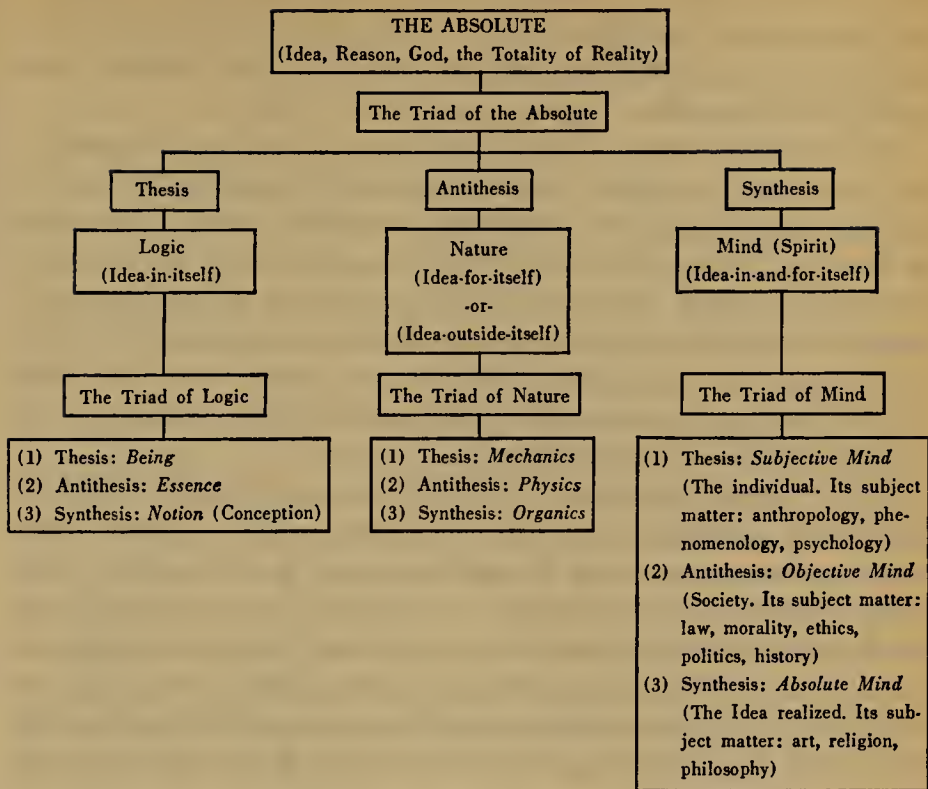 THE ABSOLUTE
(Idea, Reason, God, the Totality of Reality)
The Triad of the Absolute
Thesis
Antithesis
Synthesis
Logic
(Idea-in-itself)
Nature
(Idea-for-itself)
-or-
(Idea-outside-itself)
Mind (Spirit)
(Idea-in-and-for-itself)
The Triad of Logic
The Triad of Nature
The Triad of Mind
(1) Thesis: Being
(2) Antithesis: Essence
(3) Synthesis: Notion (Conception)
(1) Thesis: Mechanics
(2) Antithesis: Physics
(3) Synthesis: Organics
(1) Thesis: Subjective Mind
(The individual. Its subject
matter: anthropology, phe-
nomenology, psychology)
(2) Antithesis: Objective Mind
(Society. Its subject matter:
law, morality, ethics,
politics, history)
(3) Synthesis: Absolute Mind
(The Idea realized. Its sub-
ject matter: art, religion,
philosophy)